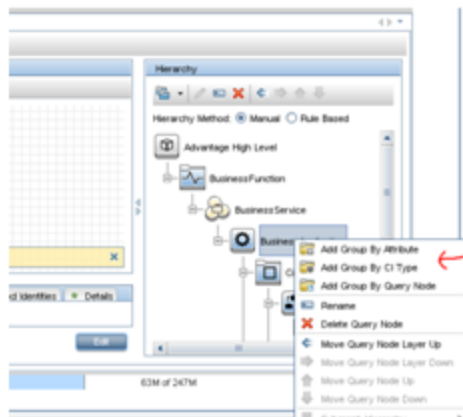 Hierarchy
Hierarchy Method: Manual Rule Based
Advantage High Level
BusinessFunction
BusinessService
Add Group By Attribute
Add Group By CI Type
Add Group By Query Node
Rename
Delete Query Node
Move Query Node Layer Up
Move Query Node Layer Down
Move Query Node Up
Move Query Node Down
Identities Details
Edit
63M of 247M